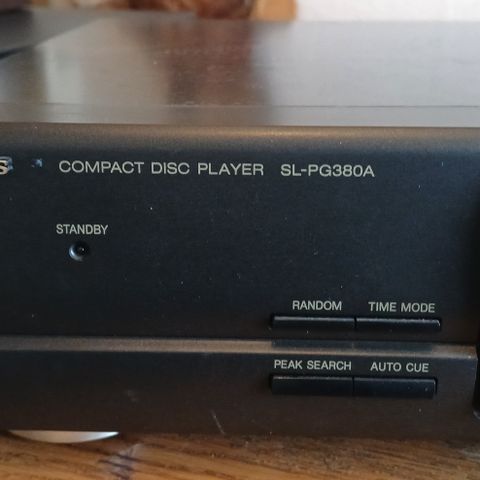 s COMPACT DISC PLAYER SL-PG380A
STANDBY
RANDOM TIME MODE
PEAK SEARCH AUTO CUE